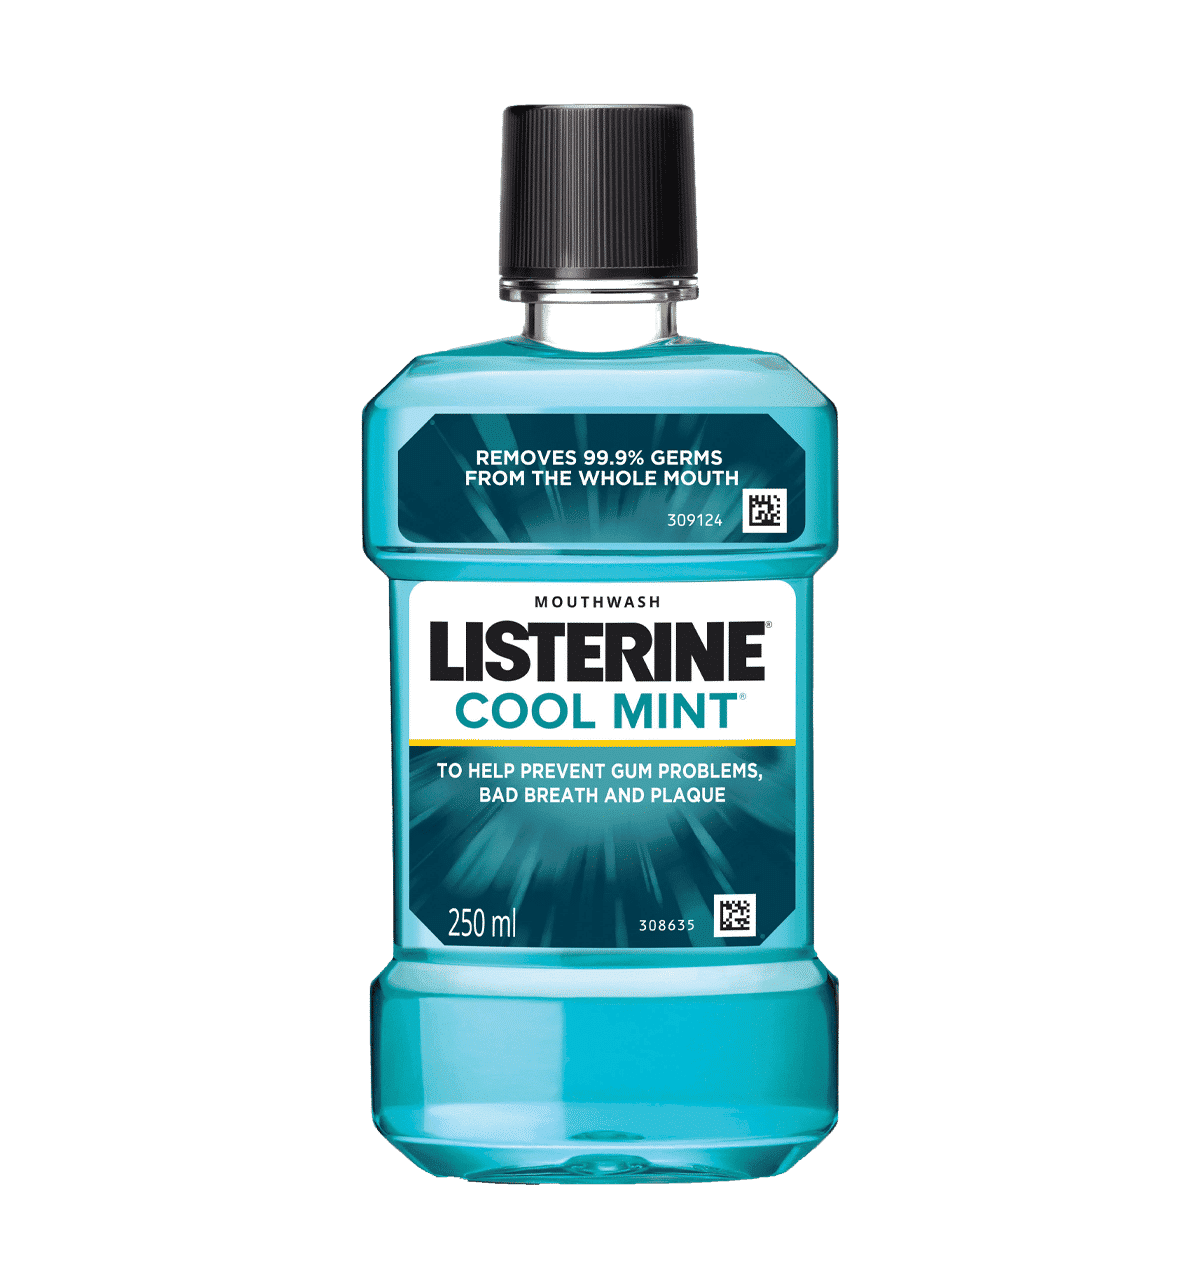 REMOVES 99.9% GERMS
FROM THE WHOLE MOUTH
309124
MOUTHWASH
LISTERINE®
COOL MINT®
TO HELP PREVENT GUM PROBLEMS,
BAD BREATH AND PLAQUE
250 ml
308635